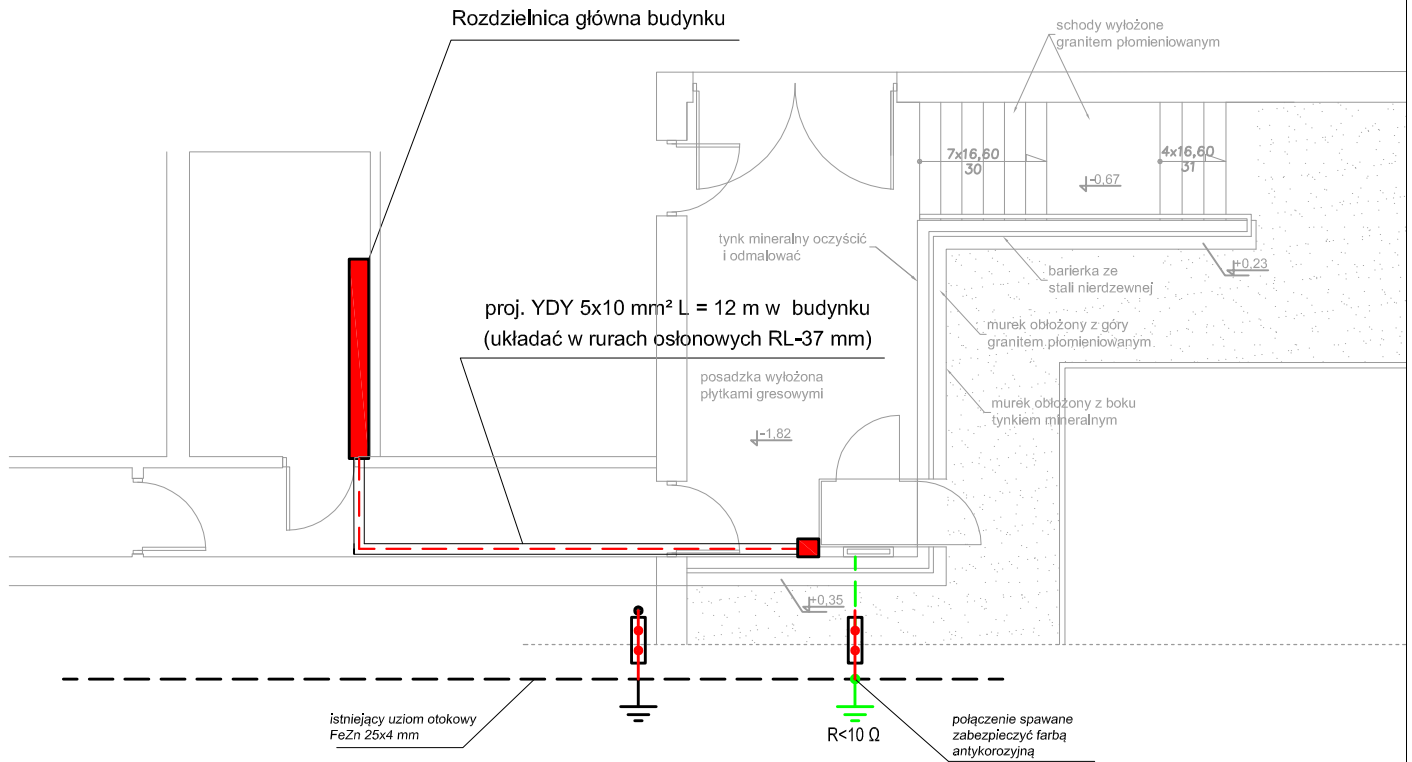 Rozdzielnica główna budynku
schody wyłożone
granitem płomieniowanym
7x16,60
30
4x16,60
31
-0,67
tynk mineralny oczyścić
i odmalować
+0,23
barierka ze
stali nierdzewnej
proj. YDY 5x10 mm² L = 12 m w budynku
(układać w rurach osłonowych RL-37 mm)
murek obłożony z góry
granitem płomieniowanym
posadzka wyłożona
płytkami gresowymi
murek obłożony z boku
tynkiem mineralnym
-1,82
+0,35
istniejący uziom otokowy
FeZn 25x4 mm
R<10 Ω
połączenie spawane
zabezpieczyć farbą
antykorozyjną